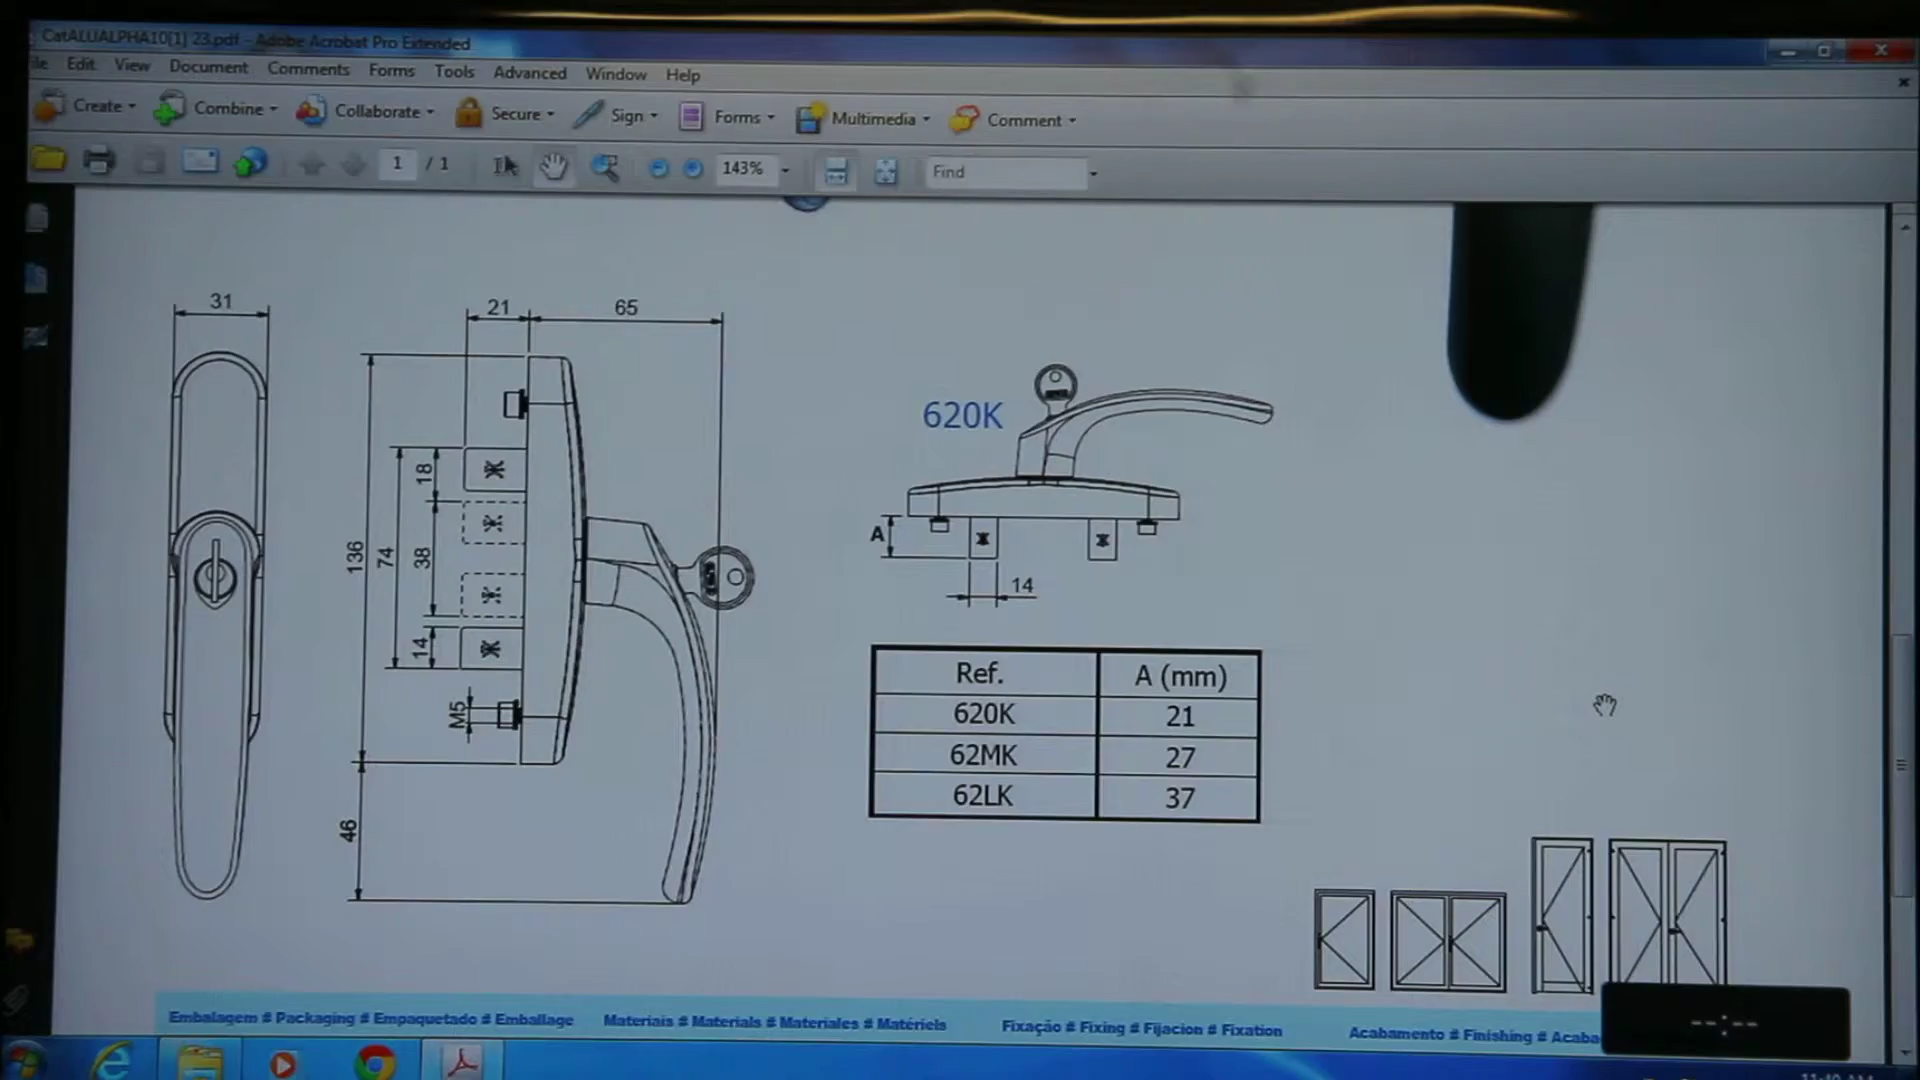 CatALUALPHA10[1] 23.pdf - Adobe Acrobat Pro Extended
Edit View Document Comments Forms Tools Advanced Window Help
Create Combine Collaborate Secure Sign Forms Multimedia Comment
1 / 1 143% Find
31
21 65
620K
18
136 74 38
A
14
14
M5
46
Ref. A (mm)
620K 21
62MK 27
62LK 37
Embalagem # Packaging # Empaquetado # Emballage Materiais # Materials # Materiales # Matériels Fixação # Fixing # Fijacion # Fixation Acabamento # Finishing # Acaba
--:--